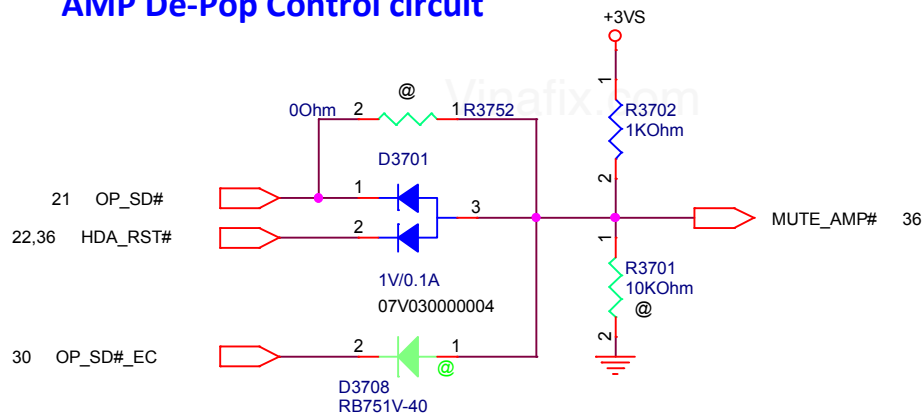 AMP De-Pop Control circuit
+3VS
Vinafix.com
@
1
0Ohm 2 1 R3752
R3702
1KOhm
D3701
2
21 OP_SD# 1
3
MUTE_AMP# 36
22,36 HDA_RST# 2
1
R3701
10KOhm
@
1V/0.1A
07V030000004
2
30 OP_SD#_EC 2 1
@
D3708
RB751V-40